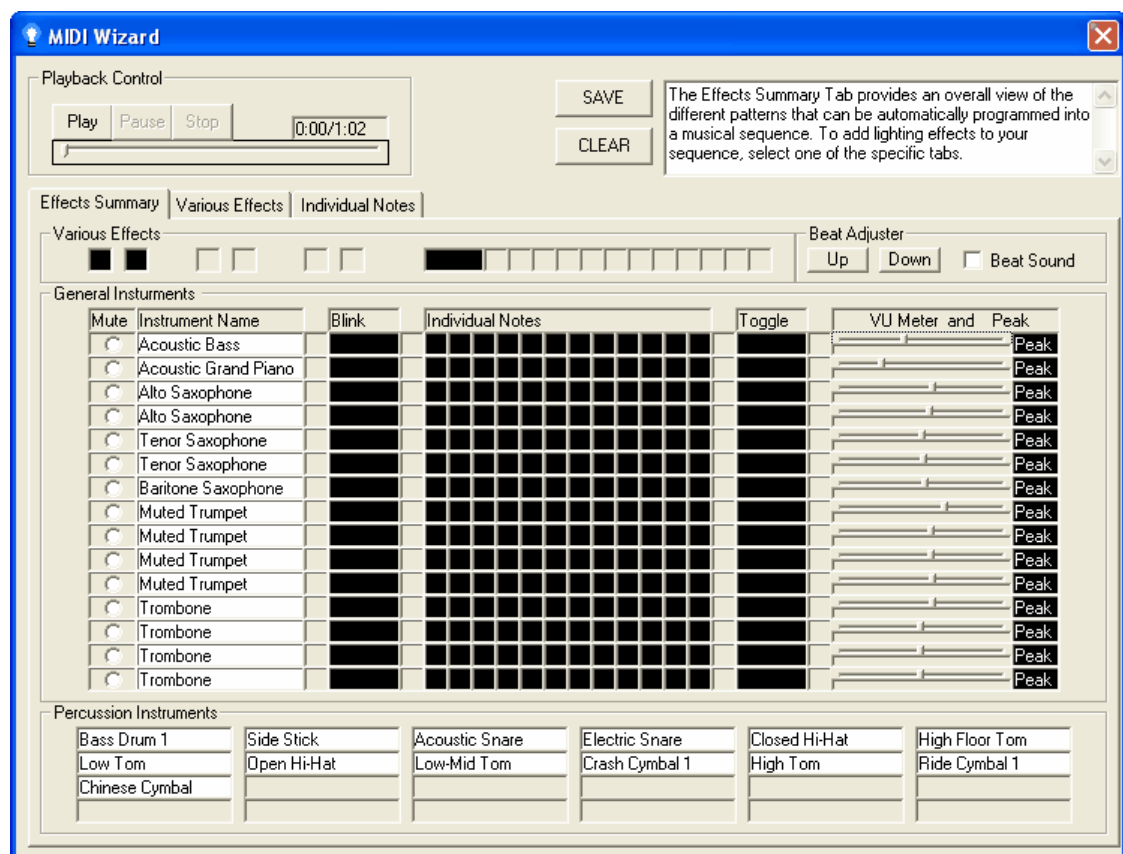 MIDI Wizard
Playback Control
Play Pause Stop 0:00/1:02
SAVE
CLEAR
The Effects Summary Tab provides an overall view of the
different patterns that can be automatically programmed into
a musical sequence. To add lighting effects to your
sequence, select one of the specific tabs.
Effects Summary Various Effects Individual Notes
Various Effects
Beat Adjuster
Up Down Beat Sound
General Insturments
Mute Instrument Name Blink Individual Notes Toggle VU Meter and Peak
Acoustic Bass Peak
Acoustic Grand Piano Peak
Alto Saxophone Peak
Alto Saxophone Peak
Tenor Saxophone Peak
Tenor Saxophone Peak
Baritone Saxophone Peak
Muted Trumpet Peak
Muted Trumpet Peak
Muted Trumpet Peak
Muted Trumpet Peak
Trombone Peak
Trombone Peak
Trombone Peak
Trombone Peak
Percussion Instruments
Bass Drum 1 Side Stick Acoustic Snare Electric Snare Closed Hi-Hat High Floor Tom
Low Tom Open Hi-Hat Low-Mid Tom Crash Cymbal 1 High Tom Ride Cymbal 1
Chinese Cymbal